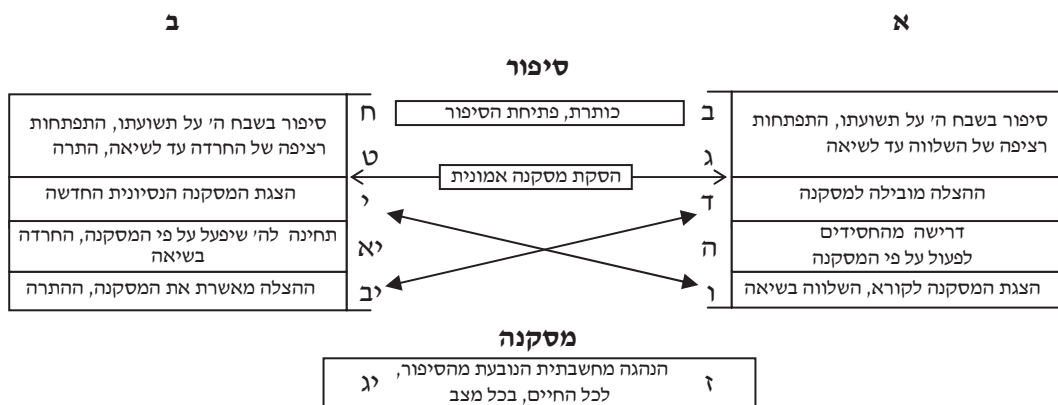 א
ב
סיפור
ב
כותרת, פתיחת הסיפור
ח
סיפור בשבח ה׳ על תשועתו, התפתחות
רציפה של השלווה עד לשיאה
סיפור בשבח ה׳ על תשועתו, התפתחות
רציפה של החרדה עד לשיאה, התרה
ג
ט
הסקת מסקנה אמונית
ההצלה מובילה למסקנה
ד
י
הצגת המסקנה הנסיונית החדשה
דרישה מהחסידים
לפעול על פי המסקנה
ה
יא
תחינה לה׳ שיפעל על פי המסקנה, החרדה
בשיאה
הצגת המסקנה לקורא, השלווה בשיאה
ו
יב
ההצלה מאשרת את המסקנה, ההתרה
מסקנה
ז
הנהגה מחשבתית הנובעת מהסיפור,
לכל החיים, בכל מצב
יג